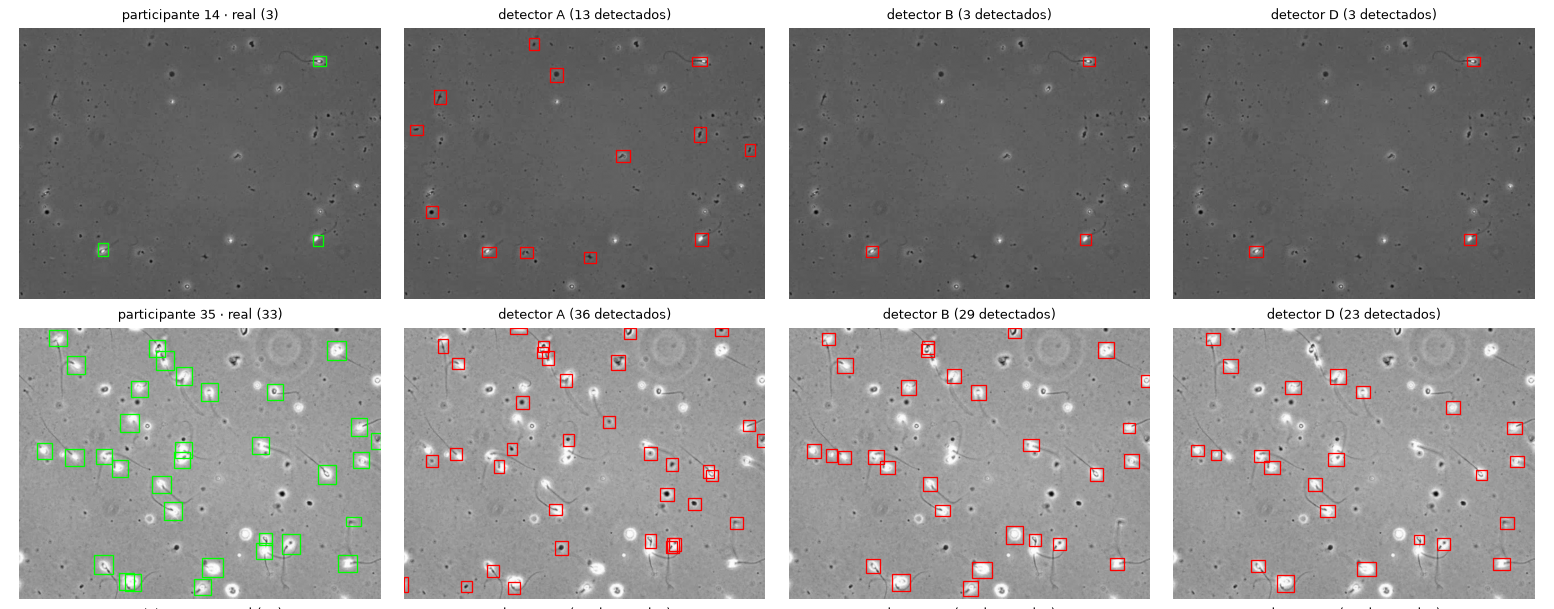 participante 14 · real (3)
detector A (13 detectados)
detector B (3 detectados)
detector D (3 detectados)
participante 35 · real (33)
detector A (36 detectados)
detector B (29 detectados)
detector D (23 detectados)